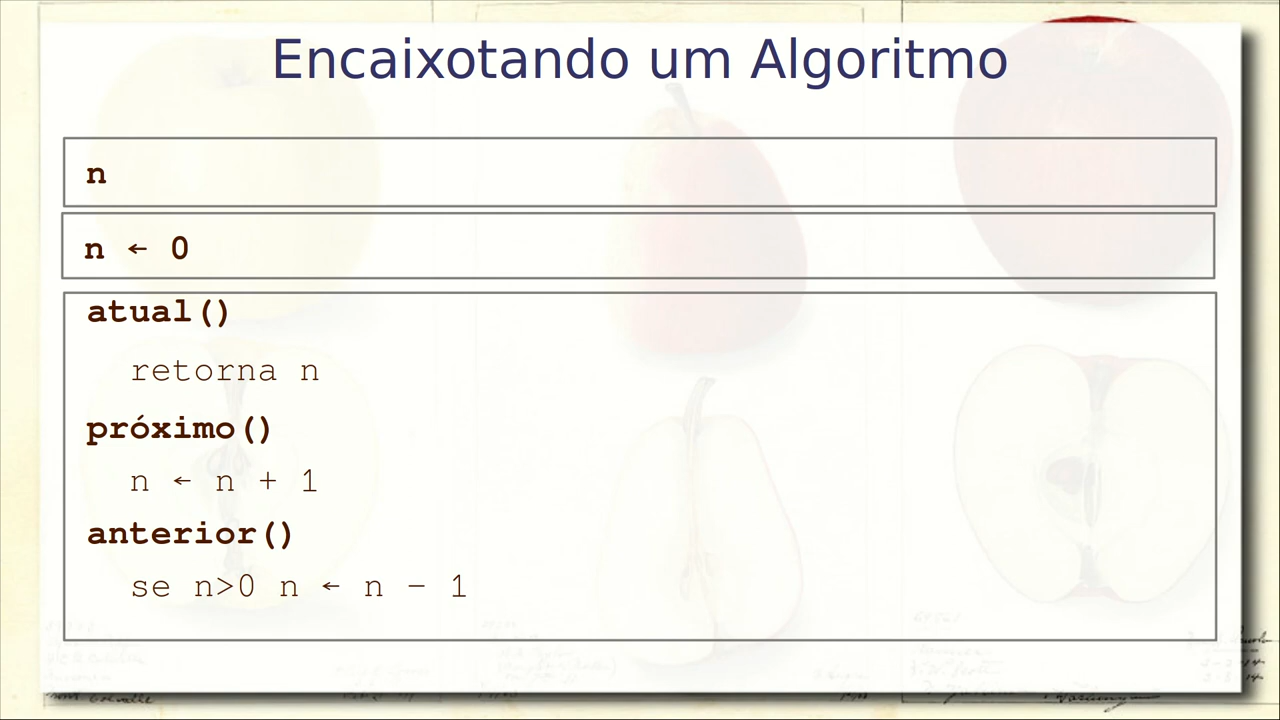 Encaixotando um Algoritmo
n
n ← 0
atual()
retorna n
próximo()
n ← n + 1
anterior()
se n>0 n ← n − 1